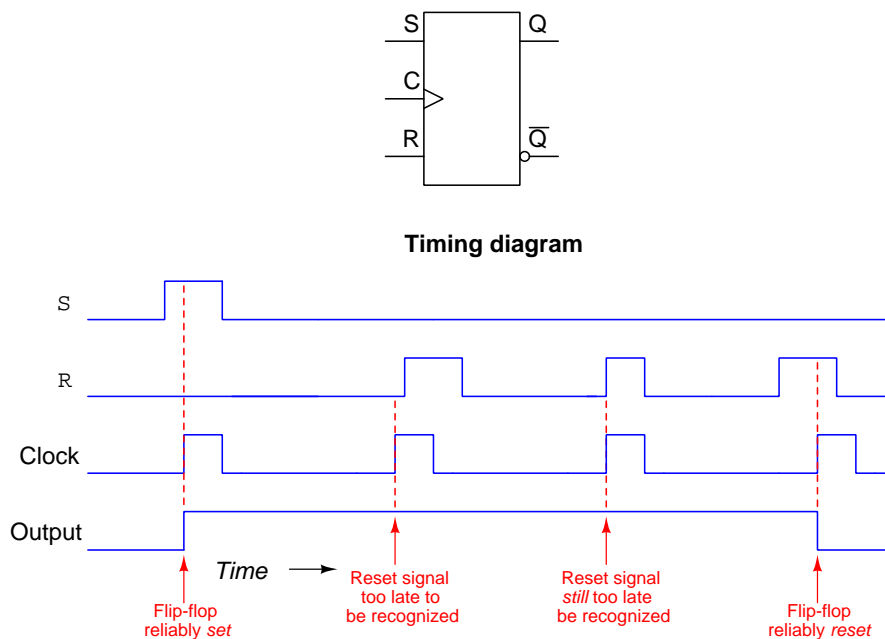 S
Q
C
R
Q̅
Timing diagram
S
R
Clock
Output
Time
Flip-flop
reliably set
Reset signal
too late to
be recognized
Reset signal
still too late
be recognized
Flip-flop
reliably reset